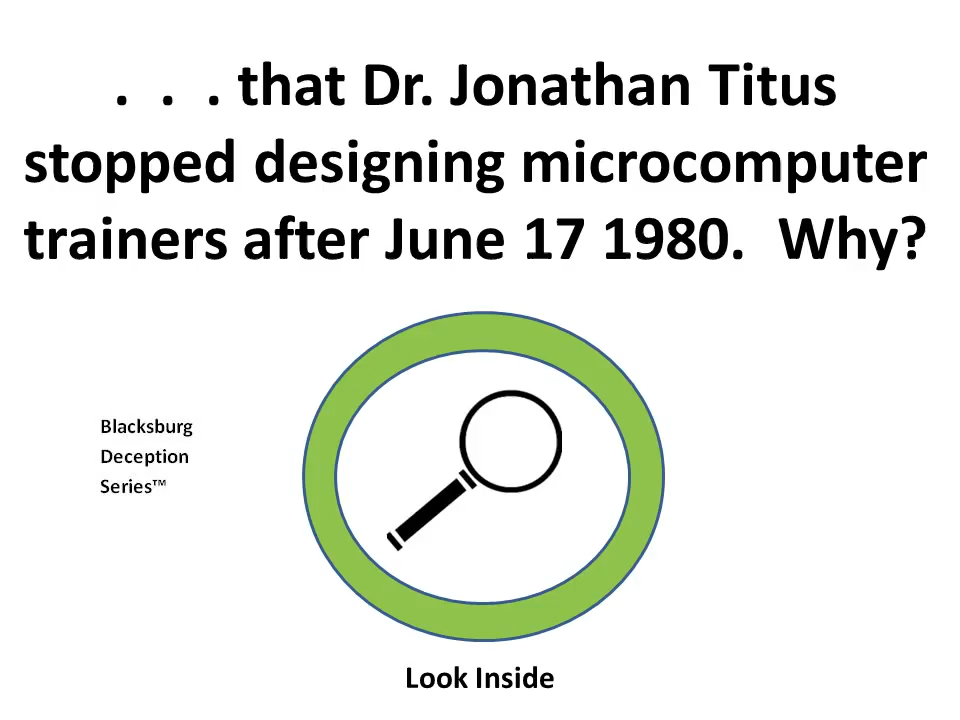 . . . that Dr. Jonathan Titus
stopped designing microcomputer
trainers after June 17 1980. Why?
Blacksburg
Deception
Series™
Look Inside